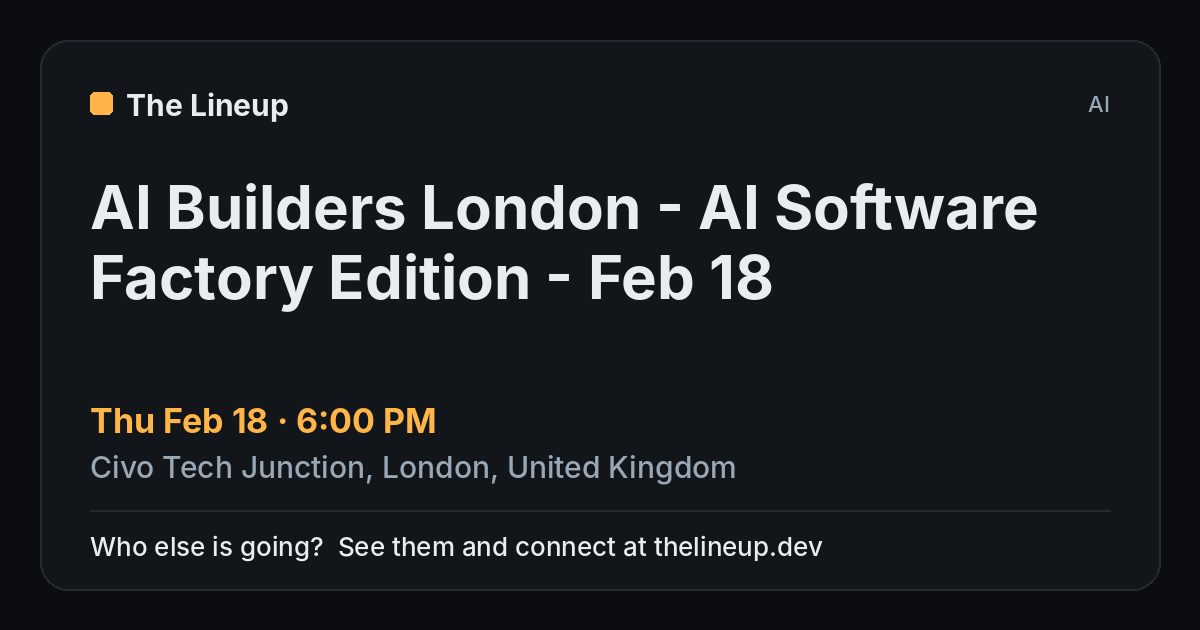 The Lineup
AI
AI Builders London - AI Software
Factory Edition - Feb 18
Thu Feb 18 · 6:00 PM
Civo Tech Junction, London, United Kingdom
Who else is going?  See them and connect at thelineup.dev